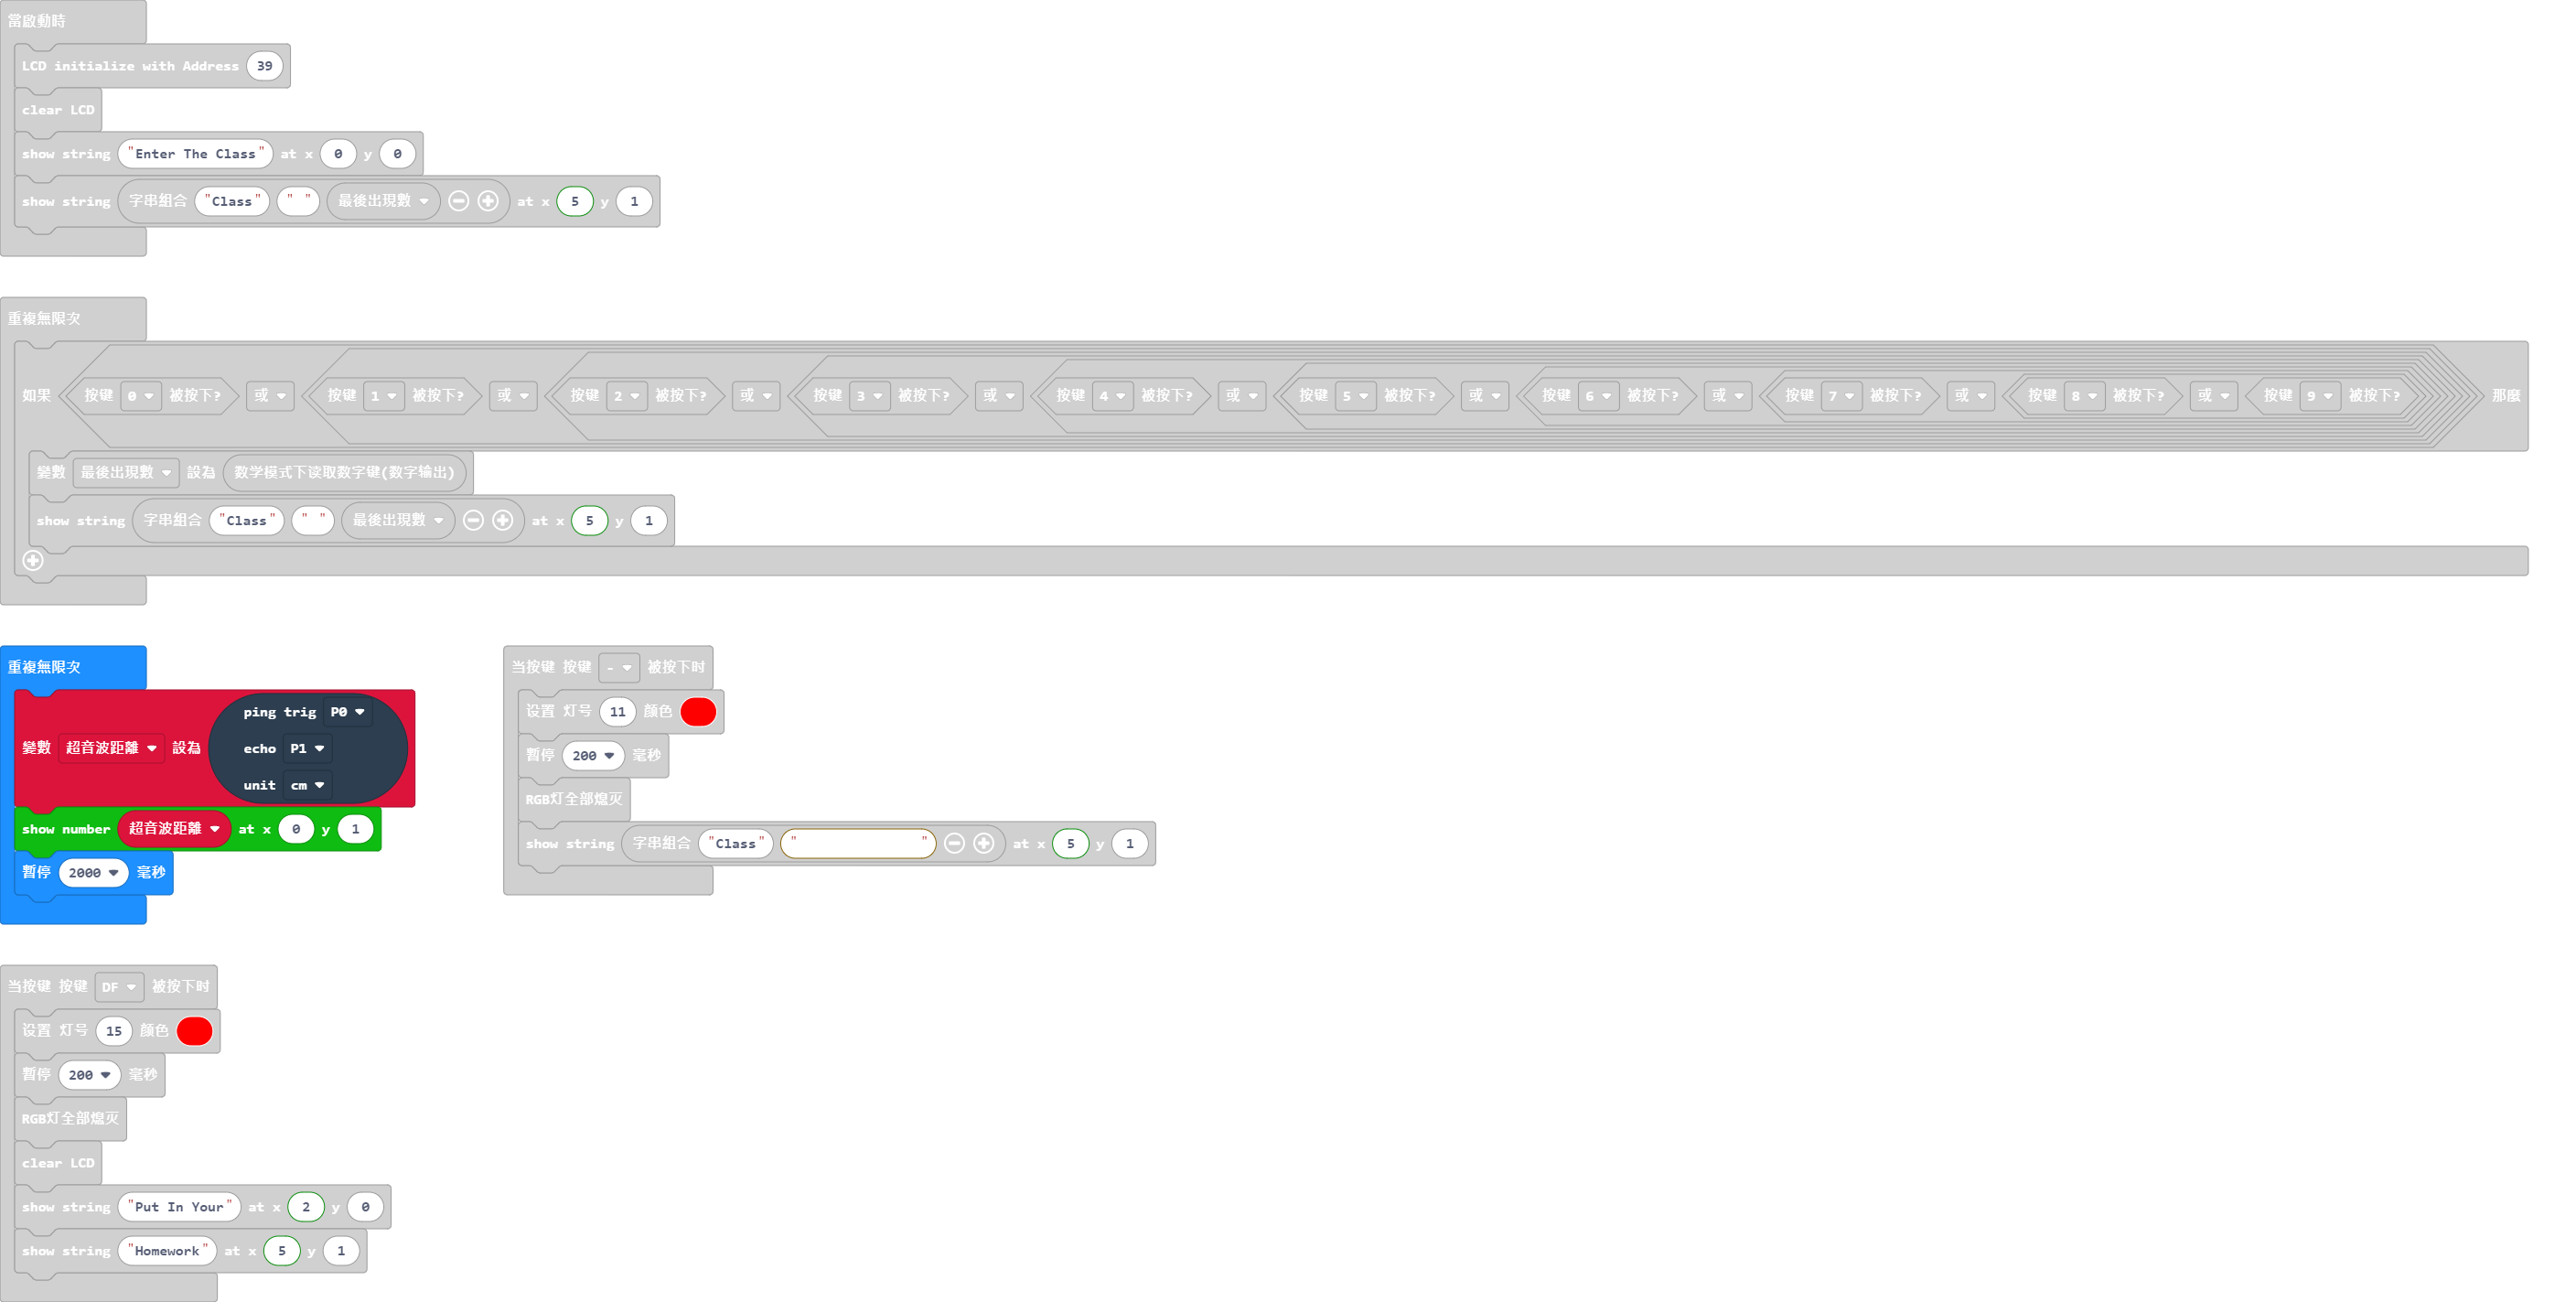 當啟動時
LCD initialize with Address 39
clear LCD
show string "Enter The Class" at x 0 y 0
show string 字串組合 "Class" " " 最後出現數 at x 5 y 1
重複無限次
如果 按键 0 被按下? 或 按键 1 被按下? 或 按键 2 被按下? 或 按键 3 被按下? 或 按键 4 被按下? 或 按键 5 被按下? 或 按键 6 被按下? 或 按键 7 被按下? 或 按键 8 被按下? 或 按键 9 被按下? 那麼
變數 最後出現數 設為 数学模式下读取数字键(数字输出)
show string 字串組合 "Class" " " 最後出現數 at x 5 y 1
重複無限次
變數 超音波距離 設為 ping trig P0
echo P1
unit cm
show number 超音波距離 at x 0 y 1
暫停 2000 毫秒
当按键 按键 - 被按下时
设置 灯号 11 颜色
暫停 200 毫秒
RGB灯全部熄灭
show string 字串組合 "Class" " " at x 5 y 1
当按键 按键 DF 被按下时
设置 灯号 15 颜色
暫停 200 毫秒
RGB灯全部熄灭
clear LCD
show string "Put In Your" at x 2 y 0
show string "Homework" at x 5 y 1